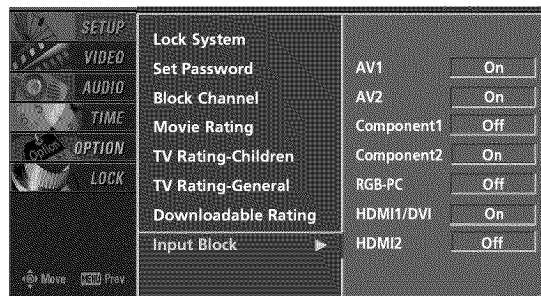 SETUP
VIDEO
AUDIO
TIME
Option OPTION
LOCK
Move MENU Prev
Lock System
Set Password
Block Channel
Movie Rating
TV Rating-Children
TV Rating-General
Downloadable Rating
Input Block ▶
AV1 On
AV2 On
Component1 Off
Component2 On
RGB-PC Off
HDMI1/DVI On
HDMI2 Off